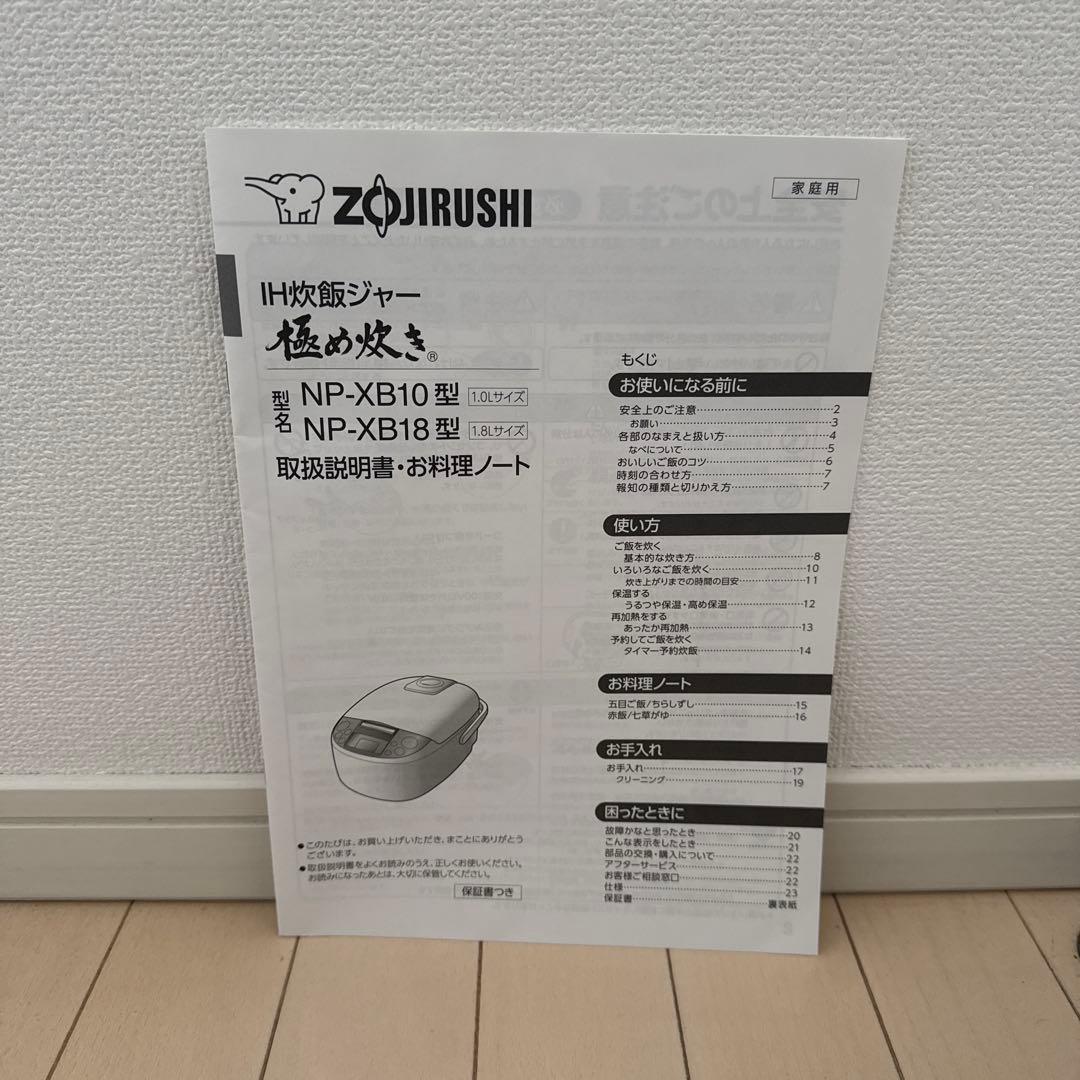 ZOJIRUSHI
家庭用
IH炊飯ジャー
極め炊き®
型名
NP-XB10型 1.0Lサイズ
NP-XB18型 1.8Lサイズ
取扱説明書・お料理ノート
●このたびは、お買い上げいただき、まことにありがとう
ございます。
●取扱説明書をよくお読みのうえ、正しくお使いください。
お読みになったあとは、大切に保管してください。
保証書つき
もくじ
お使いになる前に
安全上のご注意 2
お願い 3
各部のなまえと扱い方 4
なべについて 5
おいしいご飯のコツ 6
時刻の合わせ方 7
報知の種類と切りかえ方 7
使い方
ご飯を炊く
基本的な炊き方 8
いろいろなご飯を炊く 10
炊き上がりまでの時間の目安 11
保温する
うるつや保温・高め保温 12
再加熱をする
あったか再加熱 13
予約してご飯を炊く
タイマー予約炊飯 14
お料理ノート
五目ご飯/ちらしずし 15
赤飯/七草がゆ 16
お手入れ
お手入れ 17
クリーニング 19
困ったときに
故障かなと思ったとき 20
こんな表示をしたとき 21
部品の交換・購入について 22
アフターサービス 22
お客様ご相談窓口 22
仕様 23
保証書 裏表紙